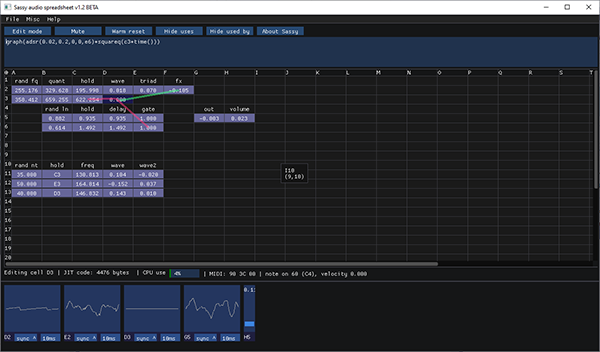 Sassy audio spreadsheet v1.2 BETA
File Misc Help
Edit mode Mute Warm reset Hide uses Hide used by About Sassy
graph(adsr(0.02,0.2,0,0,e6)*squareq(c3*time()))
A B C D E F G H I J K L M N O P Q R S T
1 rand fq quant hold wave triad fx
2 255.176 329.628 195.998 0.018 0.070 -0.105
3 358.412 659.255 622.254 0.000
4 rand ln hold delay gate out volume
5 0.882 0.935 0.935 1.000 -0.003 0.023
6 0.614 1.492 1.492 1.000
7
8
9
10 rand nt hold freq wave wave2
11 35.000 C3 130.813 0.104 -0.020
12 50.000 E3 164.814 -0.152 0.037
13 40.000 D3 146.832 0.143 0.010
14
15
16
17
18
19
20
I10
(9,10)
Editing cell D3 | JIT code: 4476 bytes | CPU use 4% | MIDI: 90 3C 00 | note on 60 (C4), velocity 0.000
D2 sync ^ 10ms E2 sync ^ 10ms D3 sync ^ 10ms G5 sync ^ 10ms H5